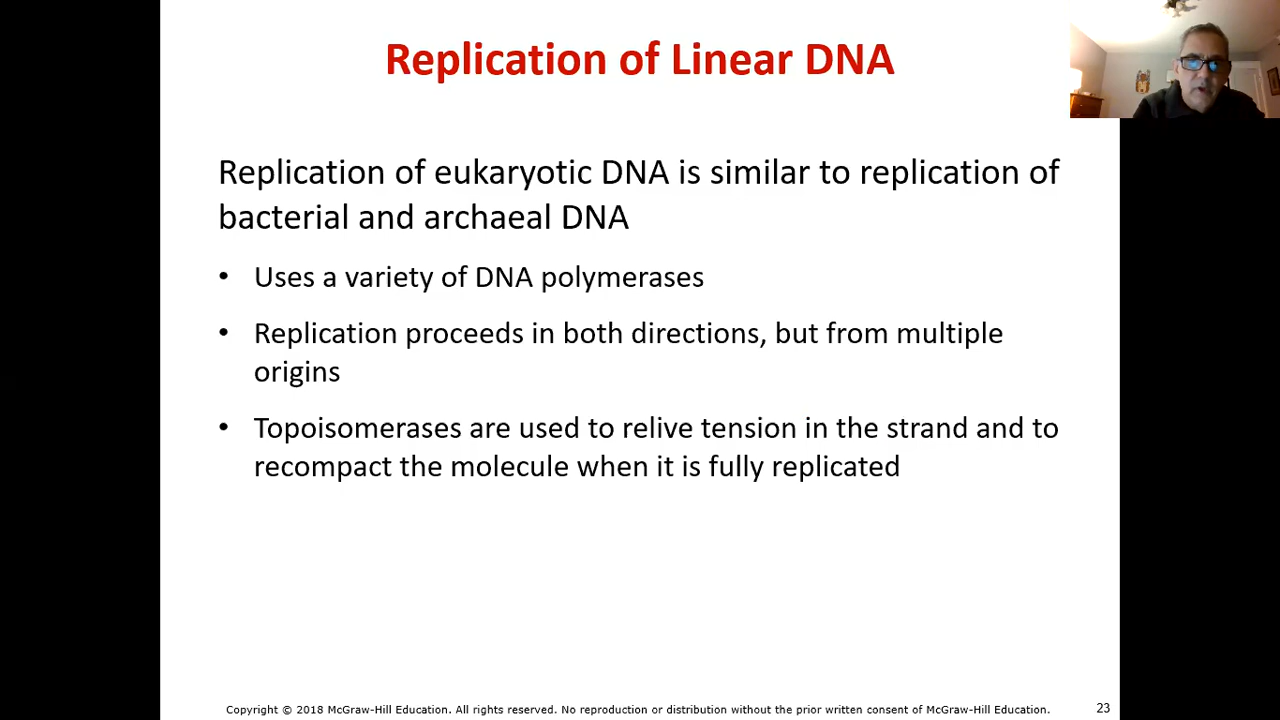 Replication of Linear DNA
Replication of eukaryotic DNA is similar to replication of
bacterial and archaeal DNA
• Uses a variety of DNA polymerases
• Replication proceeds in both directions, but from multiple
origins
• Topoisomerases are used to relive tension in the strand and to
recompact the molecule when it is fully replicated
Copyright © 2018 McGraw-Hill Education. All rights reserved. No reproduction or distribution without the prior written consent of McGraw-Hill Education.
23